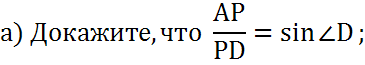 а) Докажите, что AP/PD = sin∠D ;